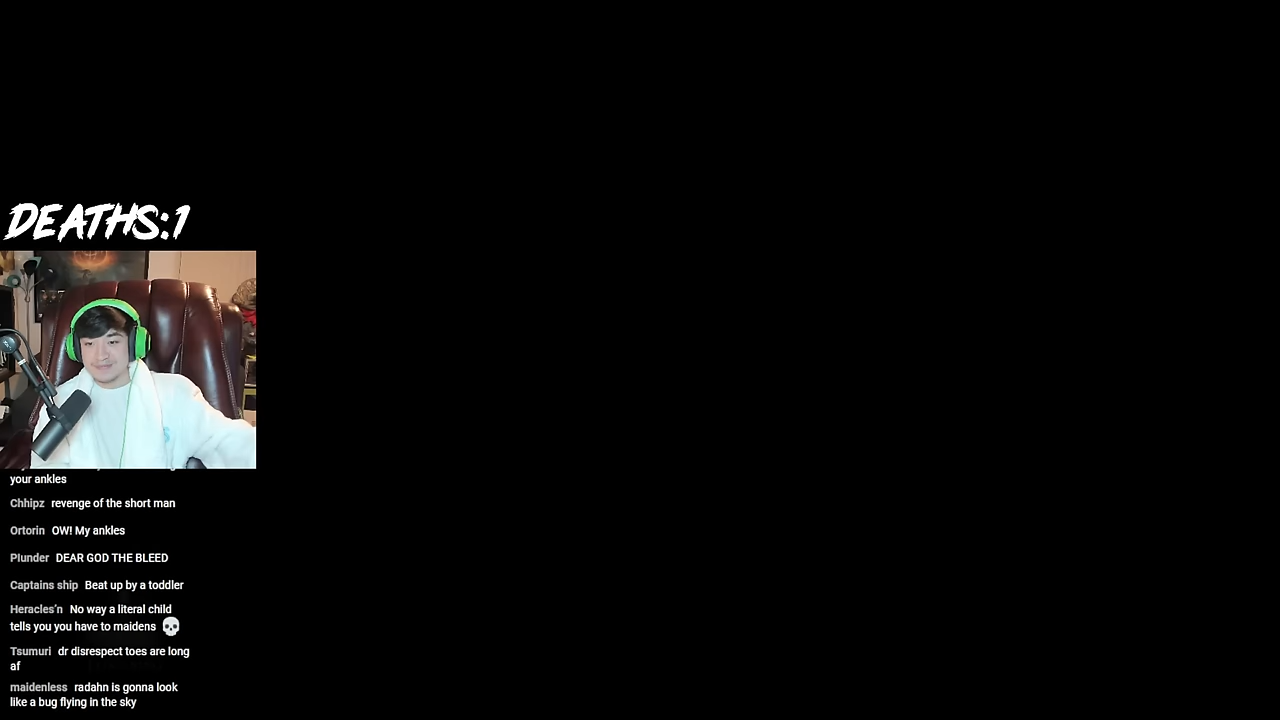 DEATHS:1
your ankles
Chhipz revenge of the short man
Ortorin OW! My ankles
Plunder DEAR GOD THE BLEED
Captains ship Beat up by a toddler
Heracles'n No way a literal child
tells you you have to maidens 💀
Tsumuri dr disrespect toes are long
af
maidenless radahn is gonna look
like a bug flying in the sky